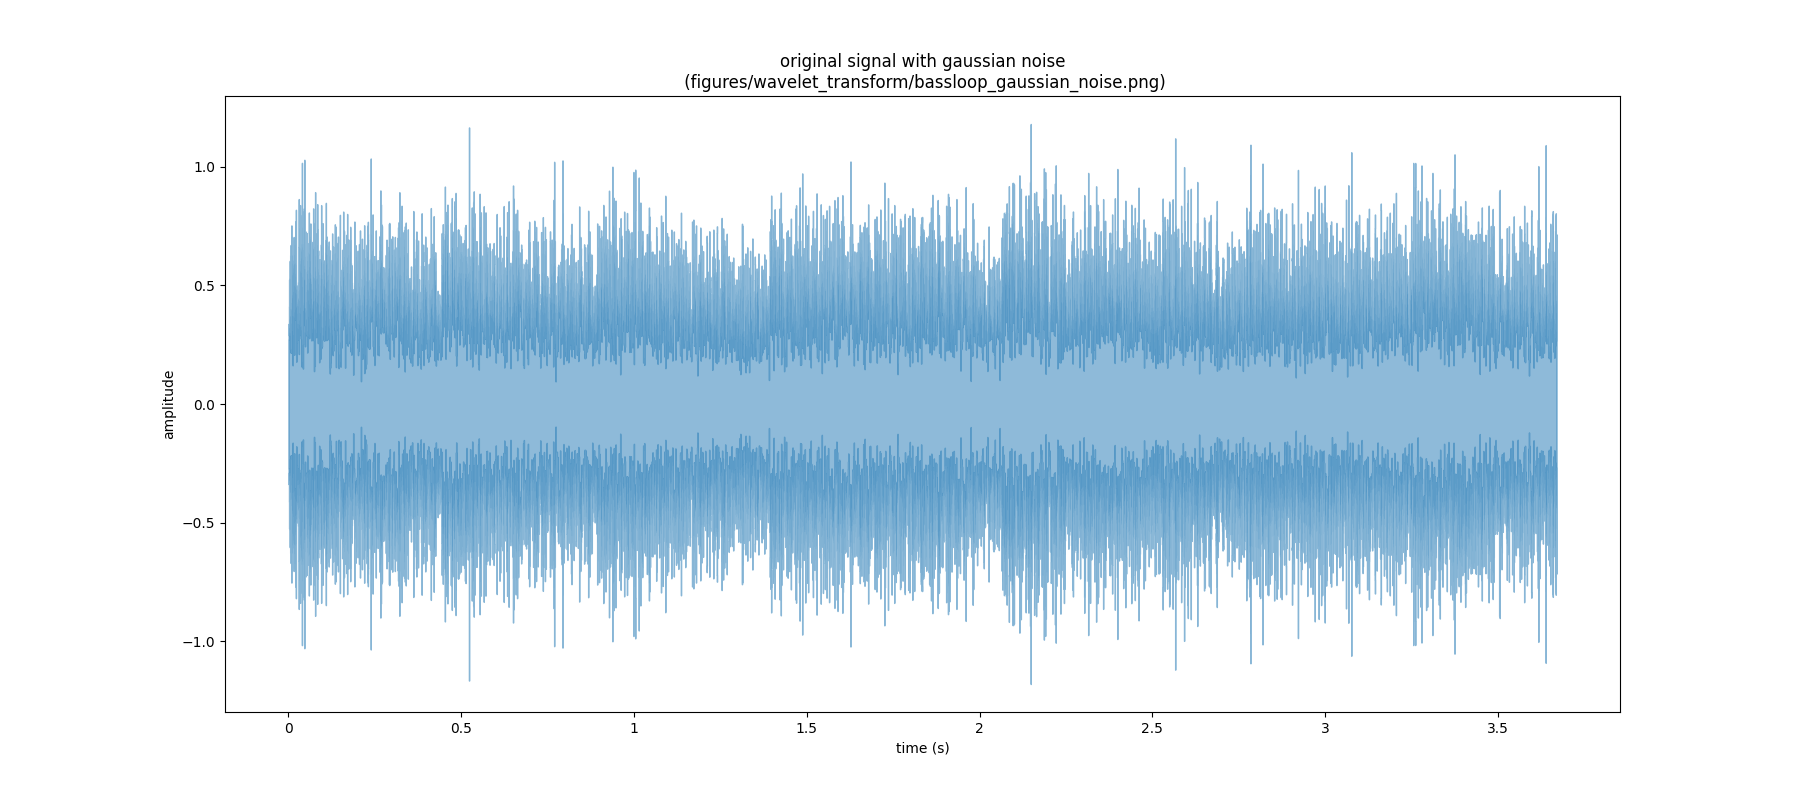 original signal with gaussian noise
(figures/wavelet_transform/bassloop_gaussian_noise.png)
1.0
0.5
0.0
−0.5
−1.0
amplitude
0 0.5 1 1.5 2 2.5 3 3.5
time (s)